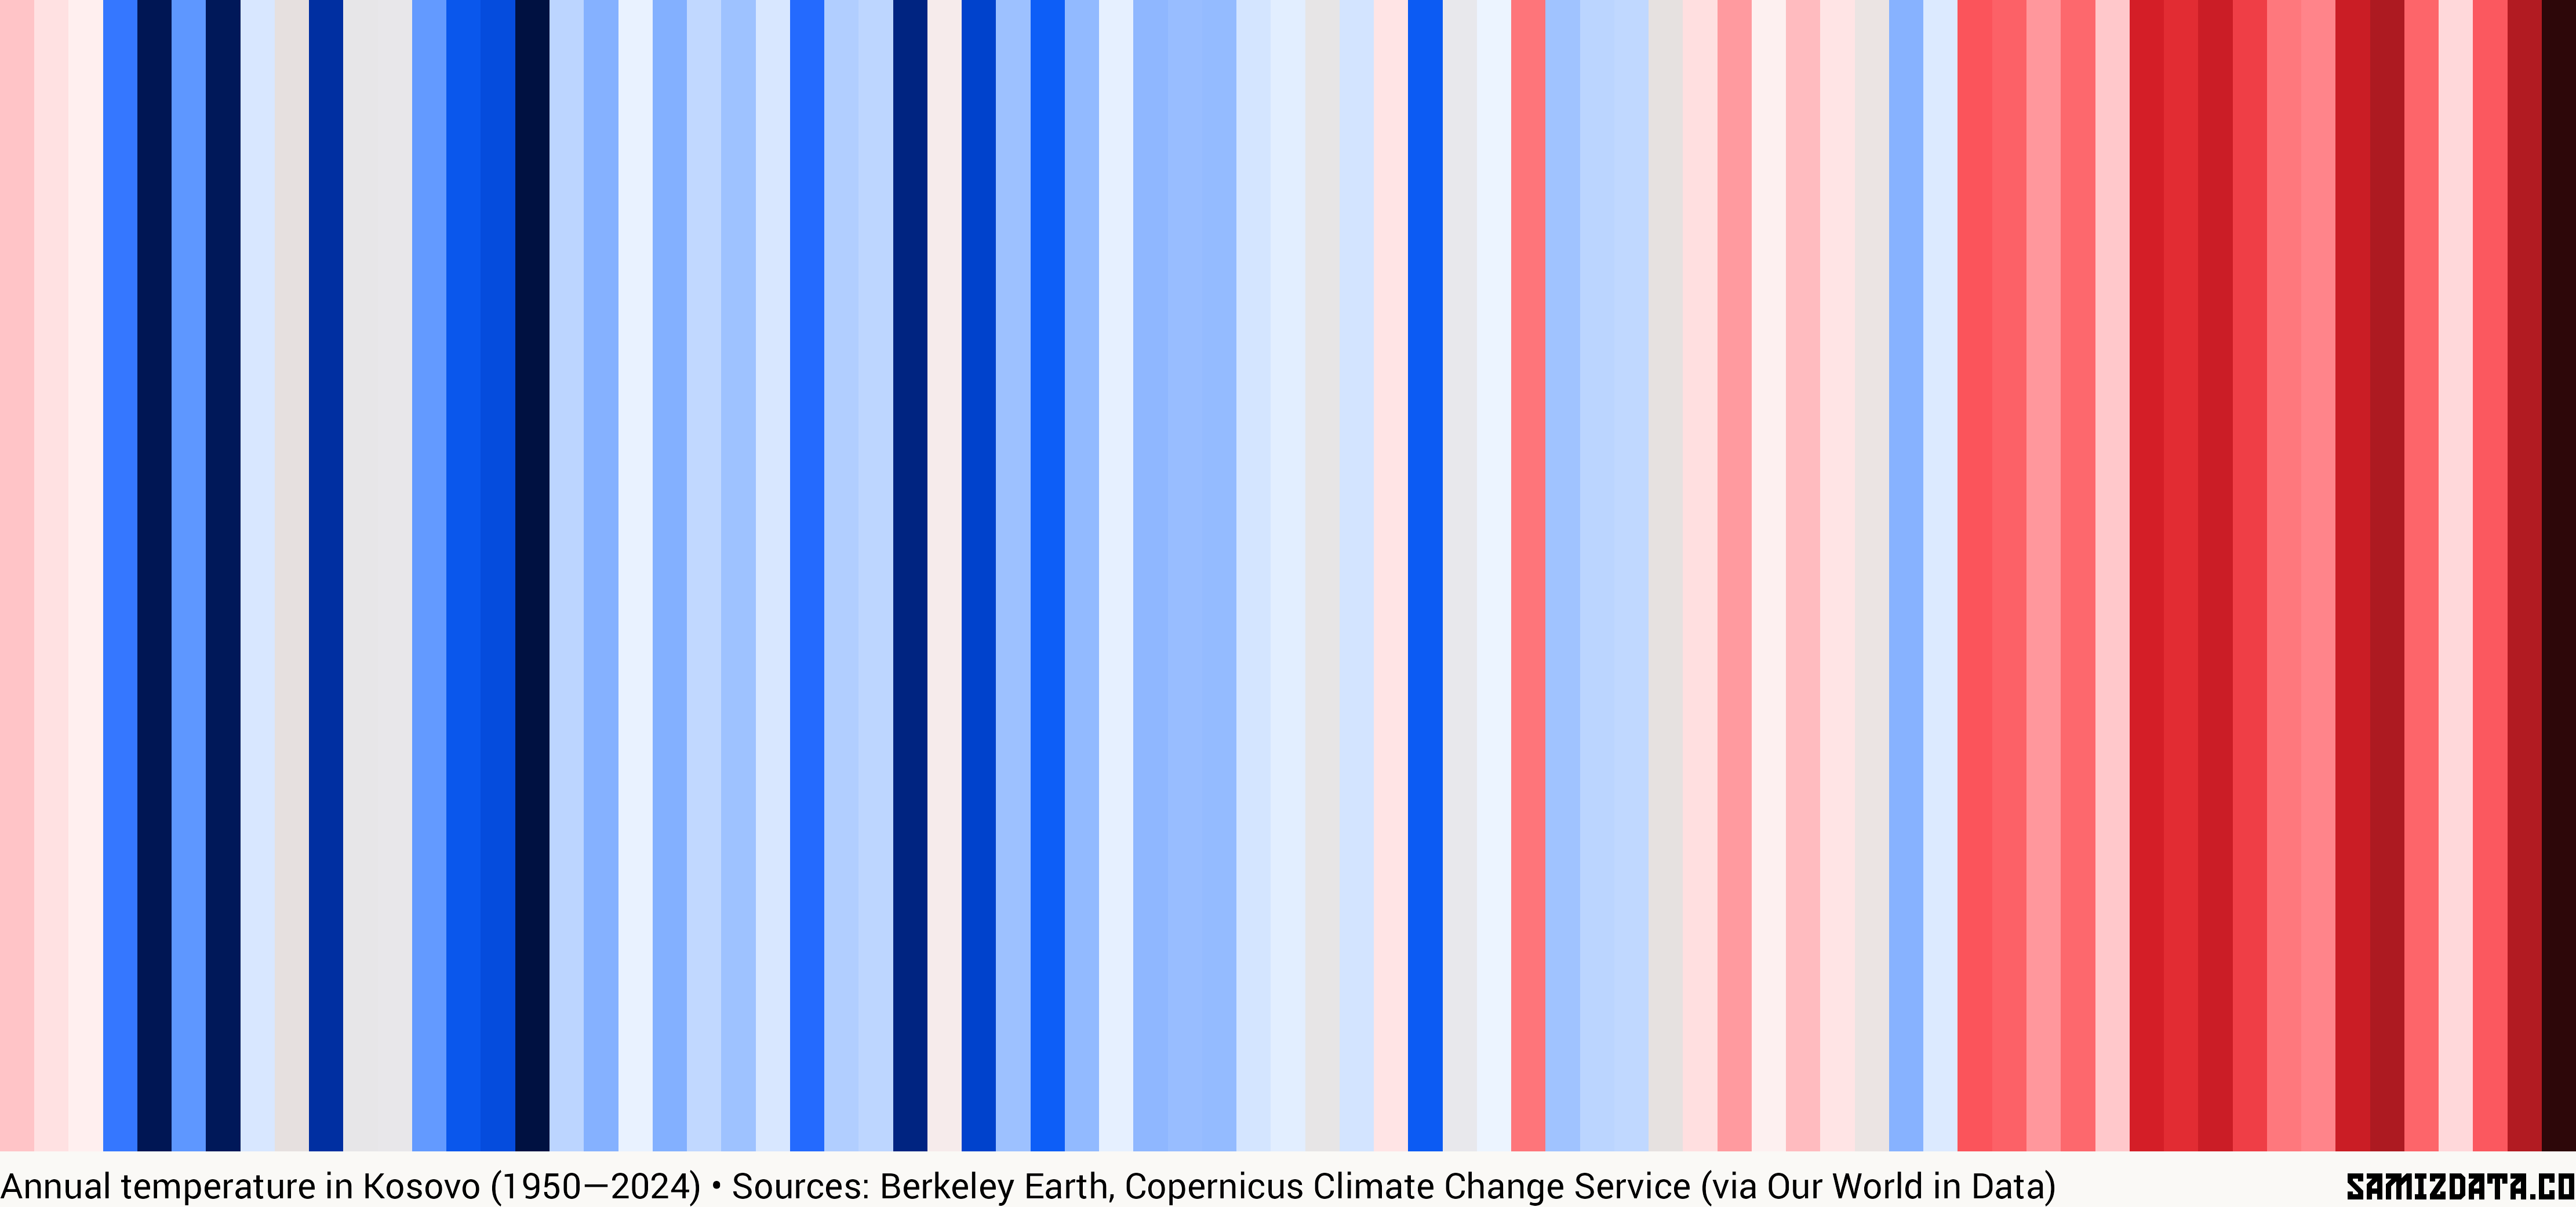 Annual temperature in Kosovo (1950—2024) • Sources: Berkeley Earth, Copernicus Climate Change Service (via Our World in Data)
SAMIZDATA.CO